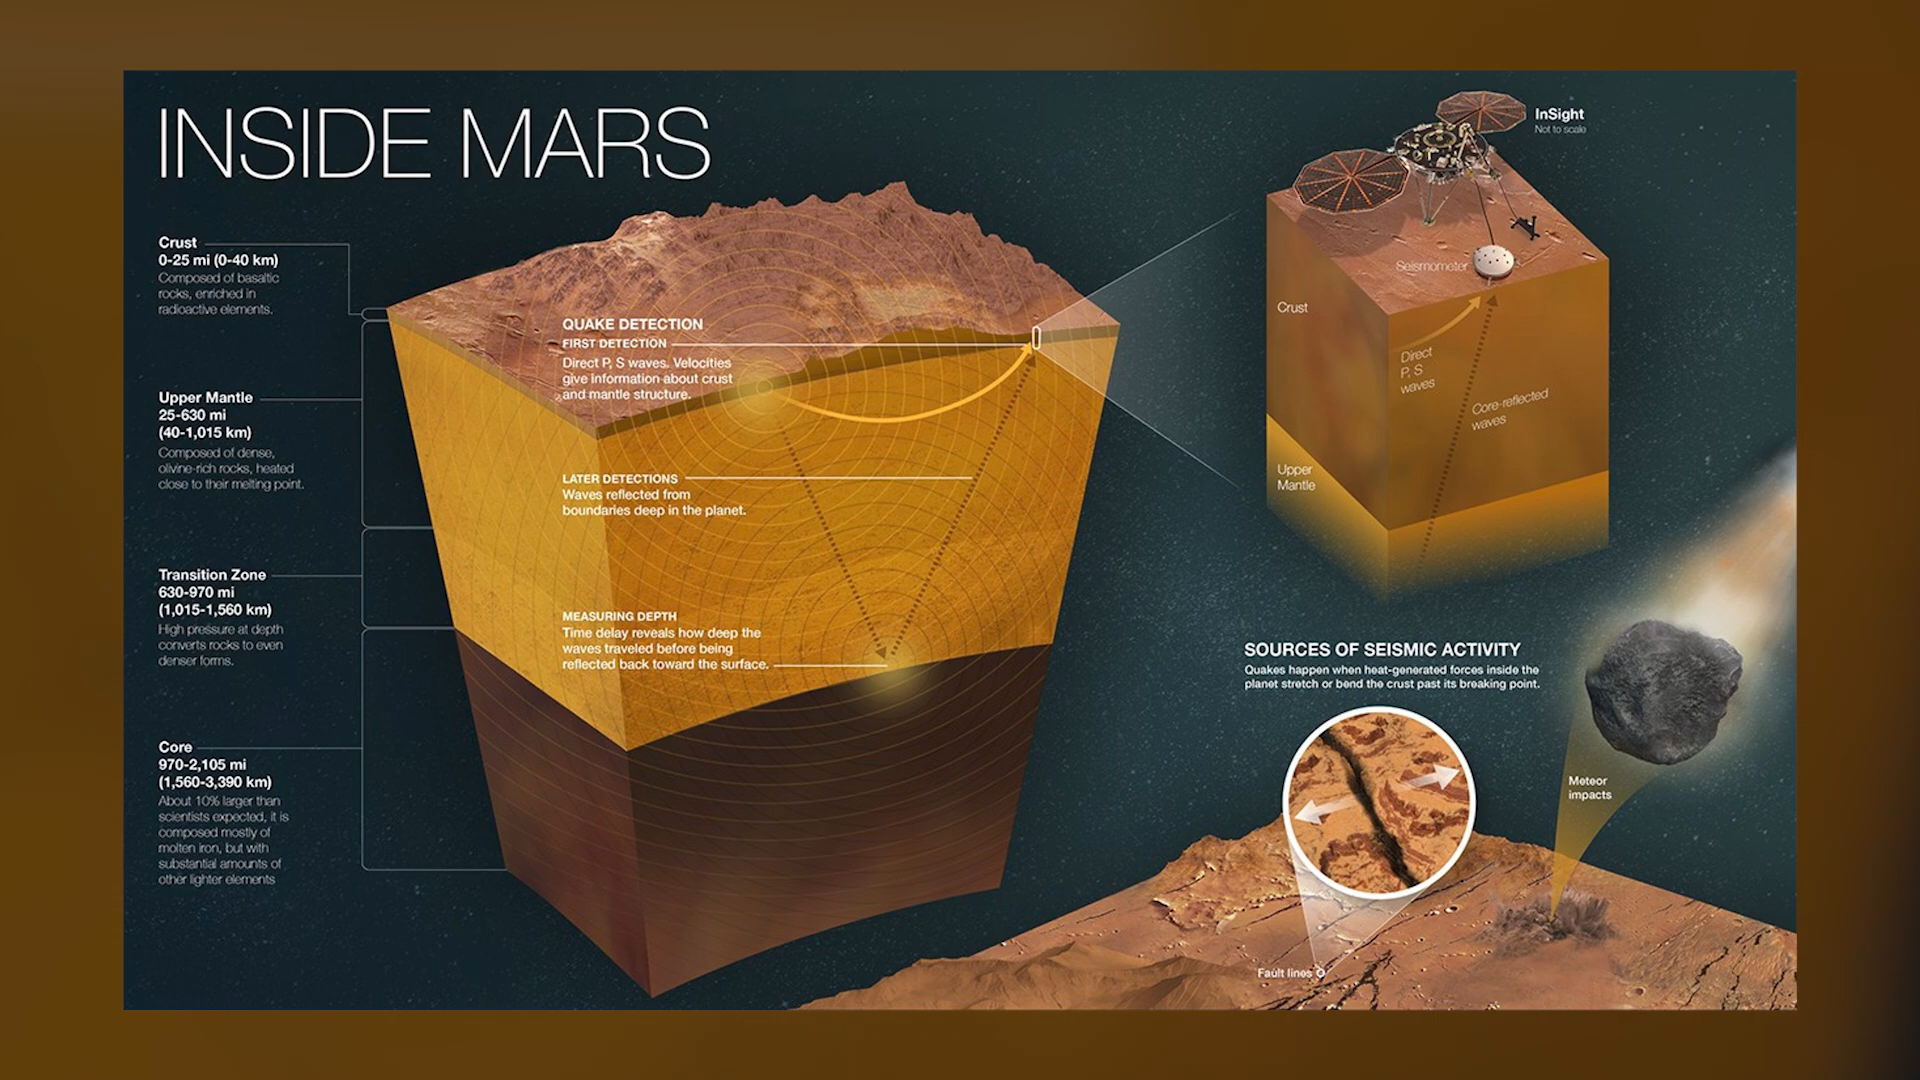 INSIDE MARS
Crust
0-25 mi (0-40 km)
Composed of basaltic
rocks, enriched in
radioactive elements.
Upper Mantle
25-630 mi
(40-1,015 km)
Composed of dense,
olivine-rich rocks, heated
close to their melting point.
Transition Zone
630-970 mi
(1,015-1,560 km)
High pressure at depth
converts rocks to even
denser forms.
Core
970-2,105 mi
(1,560-3,390 km)
About 10% larger than
scientists expected, it is
composed mostly of
molten iron, but with
substantial amounts of
other lighter elements
QUAKE DETECTION
FIRST DETECTION
Direct P, S waves. Velocities
give information about crust
and mantle structure.
LATER DETECTIONS
Waves reflected from
boundaries deep in the planet.
MEASURING DEPTH
Time delay reveals how deep the
waves traveled before being
reflected back toward the surface.
InSight
Not to scale
Seismometer
Crust
Direct
P, S
waves
Core-reflected
waves
Upper
Mantle
SOURCES OF SEISMIC ACTIVITY
Quakes happen when heat-generated forces inside the
planet stretch or bend the crust past its breaking point.
Meteor
impacts
Fault lines